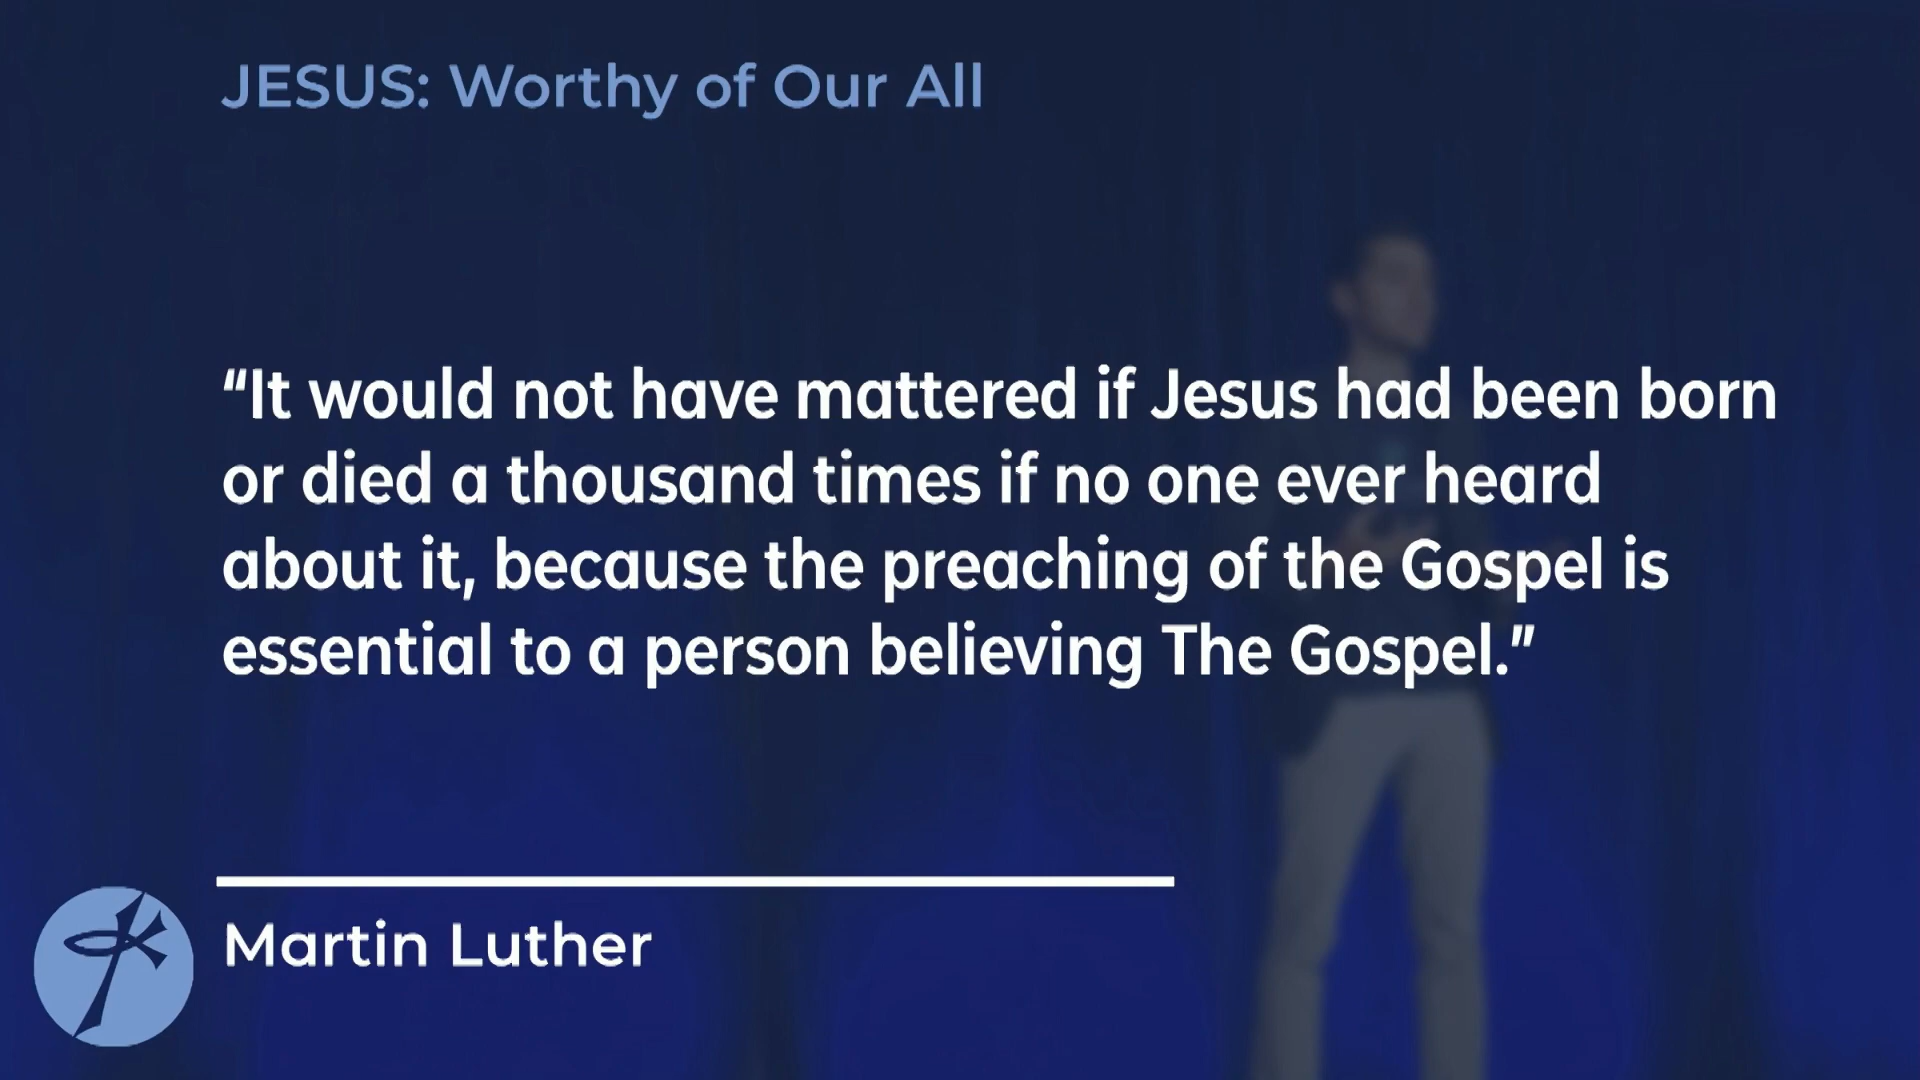 JESUS: Worthy of Our All
“It would not have mattered if Jesus had been born
or died a thousand times if no one ever heard
about it, because the preaching of the Gospel is
essential to a person believing The Gospel.”
Martin Luther